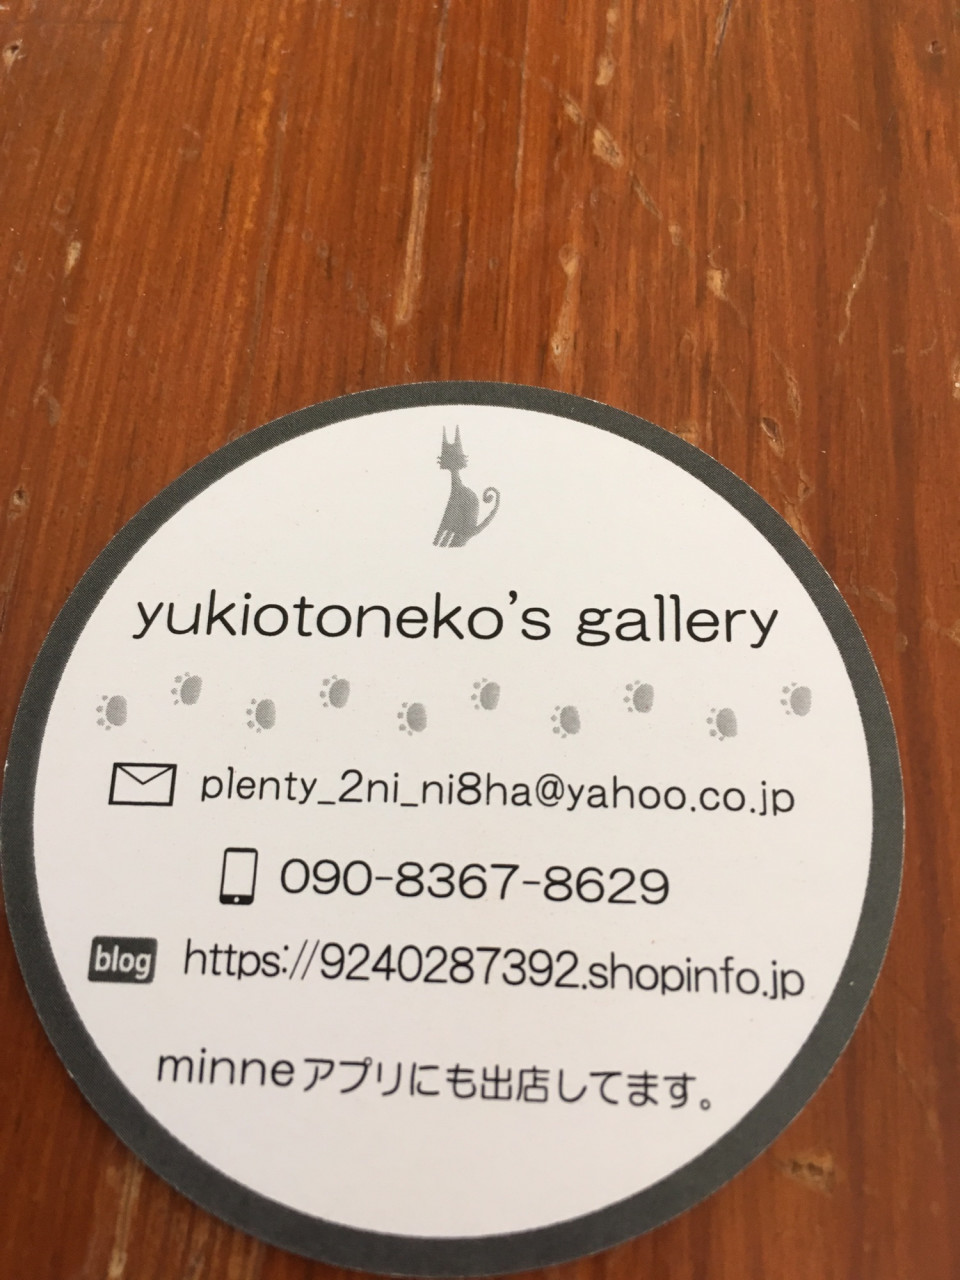 yukiotoneko's gallery
plenty_2ni_ni8ha@yahoo.co.jp
090-8367-8629
blog https://9240287392.shopinfo.jp
minneアプリにも出店してます。